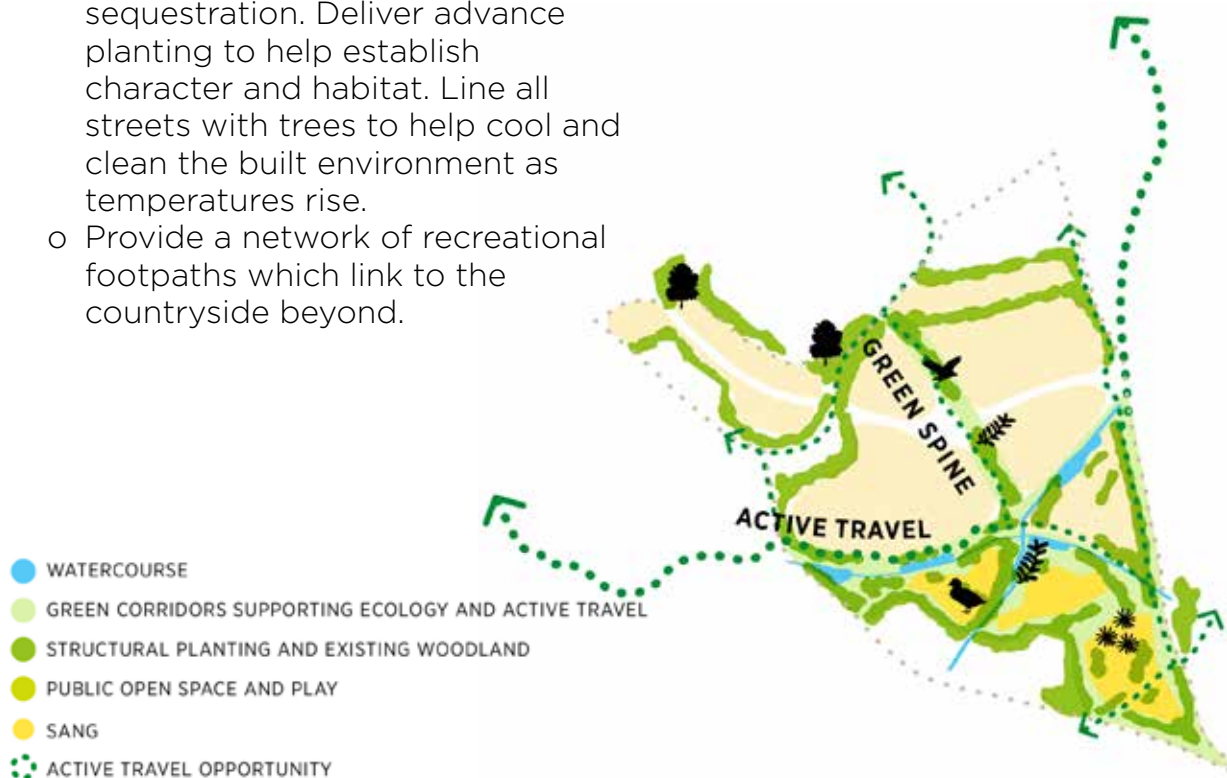 sequestration. Deliver advance
planting to help establish
character and habitat. Line all
streets with trees to help cool and
clean the built environment as
temperatures rise.
o Provide a network of recreational
footpaths which link to the
countryside beyond.
GREEN SPINE
ACTIVE TRAVEL
WATERCOURSE
GREEN CORRIDORS SUPPORTING ECOLOGY AND ACTIVE TRAVEL
STRUCTURAL PLANTING AND EXISTING WOODLAND
PUBLIC OPEN SPACE AND PLAY
SANG
ACTIVE TRAVEL OPPORTUNITY